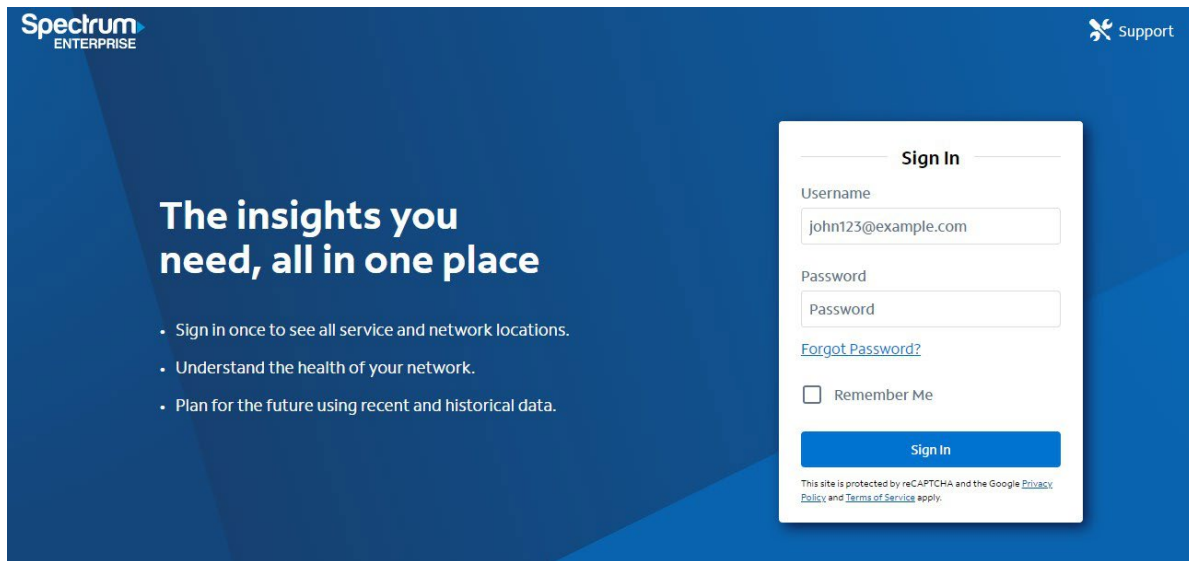 Spectrum
ENTERPRISE
Support
The insights you
need, all in one place
• Sign in once to see all service and network locations.
• Understand the health of your network.
• Plan for the future using recent and historical data.
Sign In
Username
john123@example.com
Password
Password
Forgot Password?
Remember Me
Sign In
This site is protected by reCAPTCHA and the Google Privacy
Policy and Terms of Service apply.